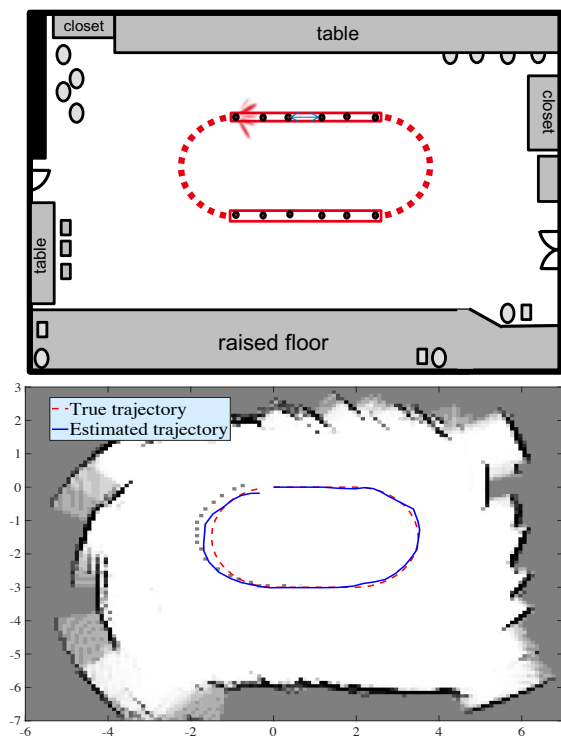 closet
table
closet
table
raised floor
3
2
1
0
-1
-2
-3
-4
-5
-6
-7
True trajectory
Estimated trajectory
-6
-4
-2
0
2
4
6